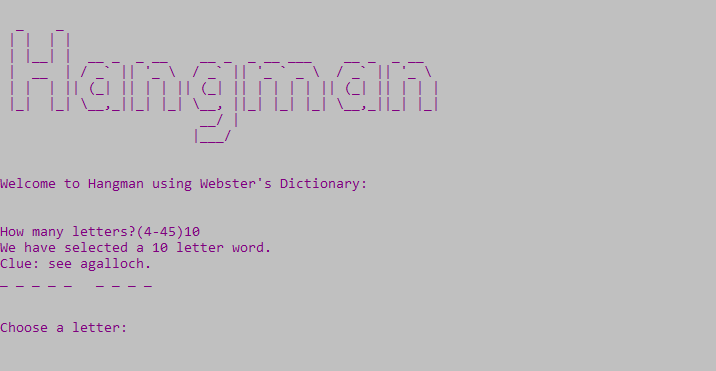 Hangman
Welcome to Hangman using Webster's Dictionary:
How many letters?(4-45)10
We have selected a 10 letter word.
Clue: see agalloch.
_ _ _ _ _   _ _ _ _
Choose a letter: